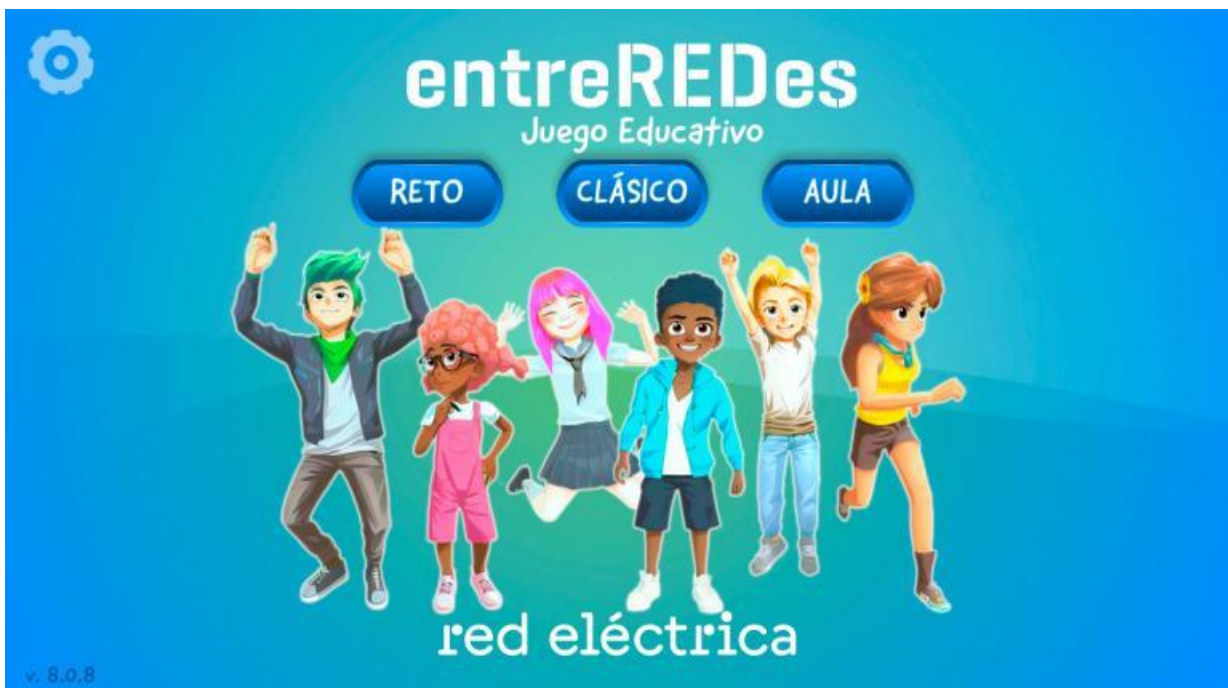 entreREDes
Juego Educativo
RETO
CLÁSICO
AULA
red eléctrica
v. 8.0.8